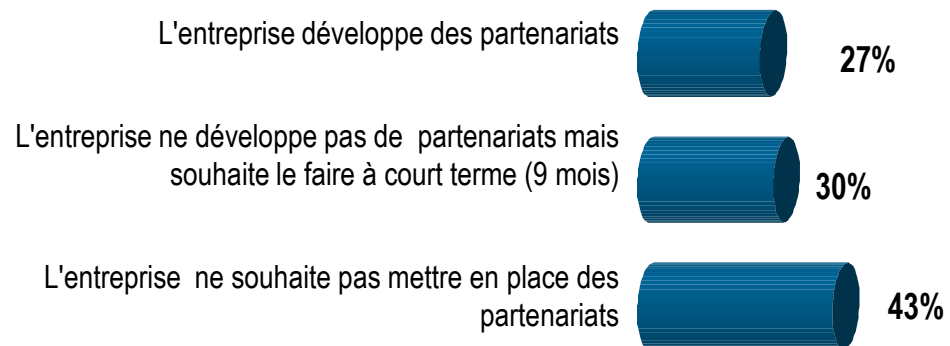 L'entreprise développe des partenariats
27%
L'entreprise ne développe pas de  partenariats mais
souhaite le faire à court terme (9 mois)
30%
L'entreprise  ne souhaite pas mettre en place des
partenariats
43%